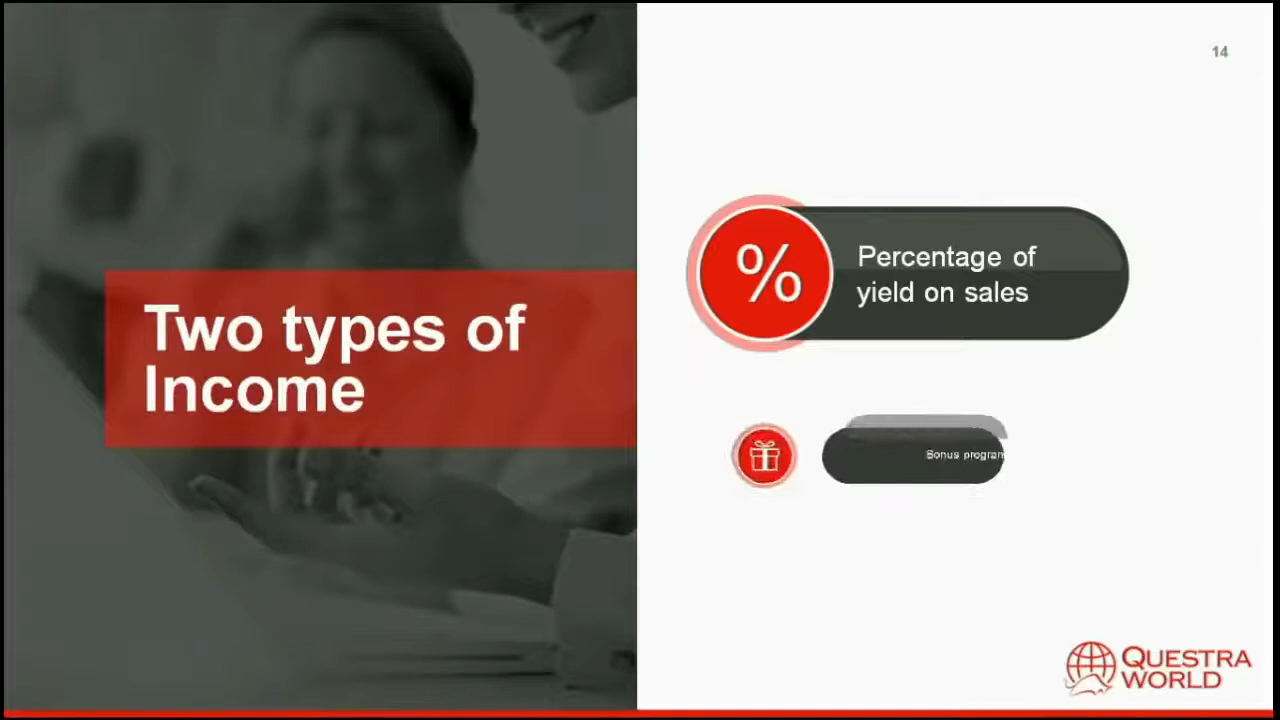 14
Two types of
Income
%
Percentage of
yield on sales
Bonus program
QUESTRA
WORLD